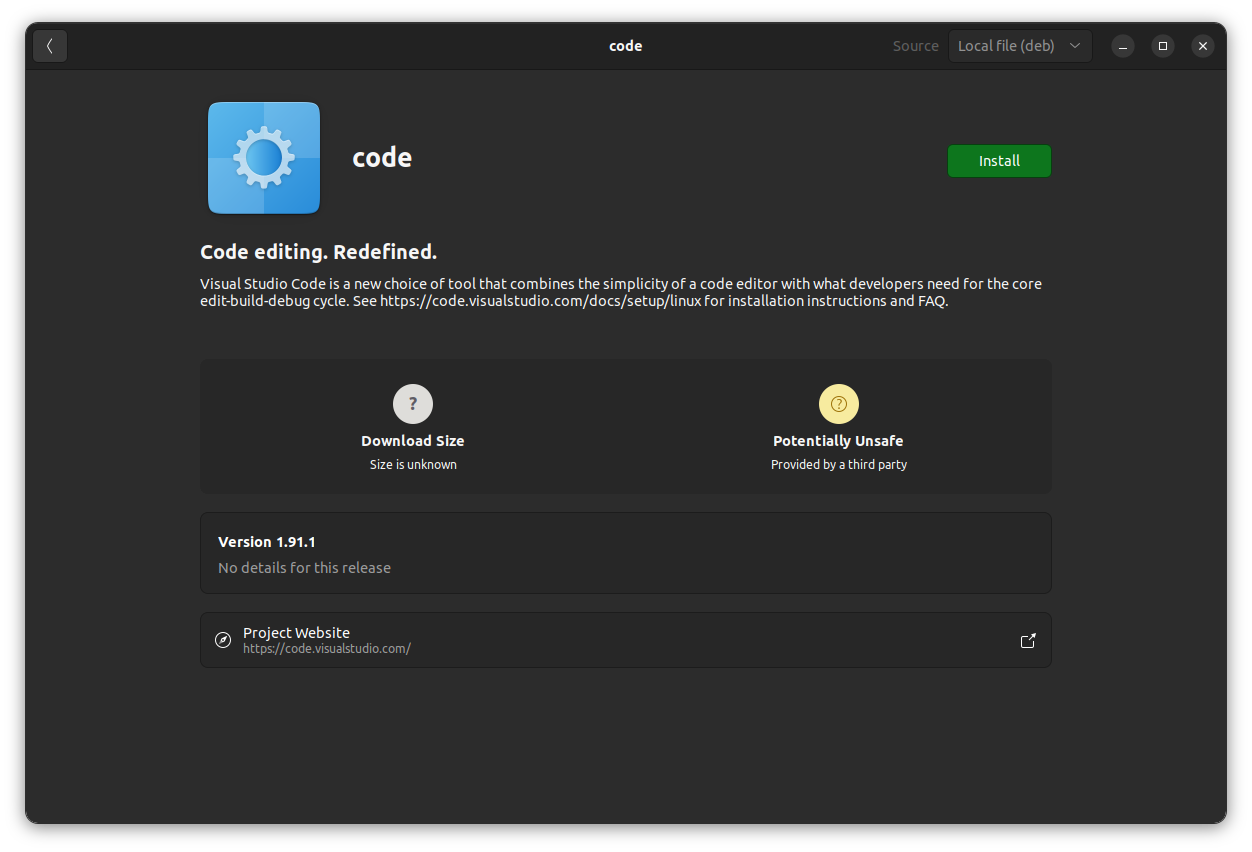 code
Source
Local file (deb)
code
Install
Code editing. Redefined.
Visual Studio Code is a new choice of tool that combines the simplicity of a code editor with what developers need for the core
edit-build-debug cycle. See https://code.visualstudio.com/docs/setup/linux for installation instructions and FAQ.
?
?
Download Size
Potentially Unsafe
Size is unknown
Provided by a third party
Version 1.91.1
No details for this release
Project Website
https://code.visualstudio.com/